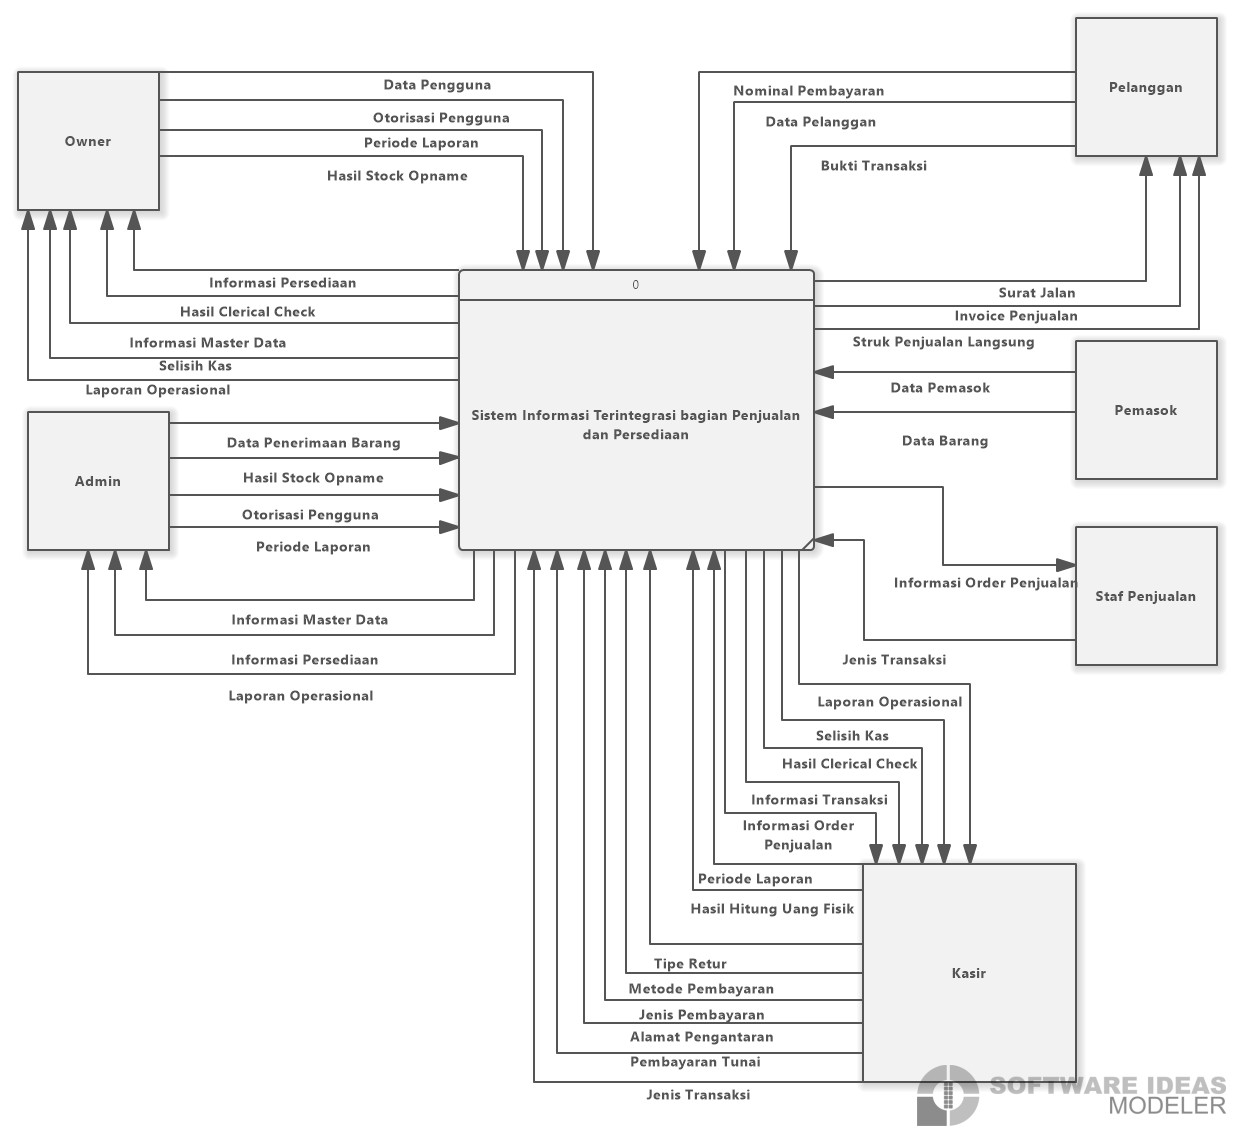 Owner
Data Pengguna
Otorisasi Pengguna
Periode Laporan
Hasil Stock Opname
Nominal Pembayaran
Data Pelanggan
Bukti Transaksi
Pelanggan
Informasi Persediaan
Hasil Clerical Check
Informasi Master Data
Selisih Kas
Laporan Operasional
0
Sistem Informasi Terintegrasi bagian Penjualan
dan Persediaan
Surat Jalan
Invoice Penjualan
Struk Penjualan Langsung
Data Pemasok
Data Barang
Pemasok
Admin
Data Penerimaan Barang
Hasil Stock Opname
Otorisasi Pengguna
Periode Laporan
Informasi Master Data
Informasi Persediaan
Laporan Operasional
Informasi Order Penjualan
Staf Penjualan
Jenis Transaksi
Laporan Operasional
Selisih Kas
Hasil Clerical Check
Informasi Transaksi
Informasi Order
Penjualan
Periode Laporan
Hasil Hitung Uang Fisik
Tipe Retur
Metode Pembayaran
Jenis Pembayaran
Alamat Pengantaran
Pembayaran Tunai
Jenis Transaksi
Kasir
SOFTWARE IDEAS
MODELER